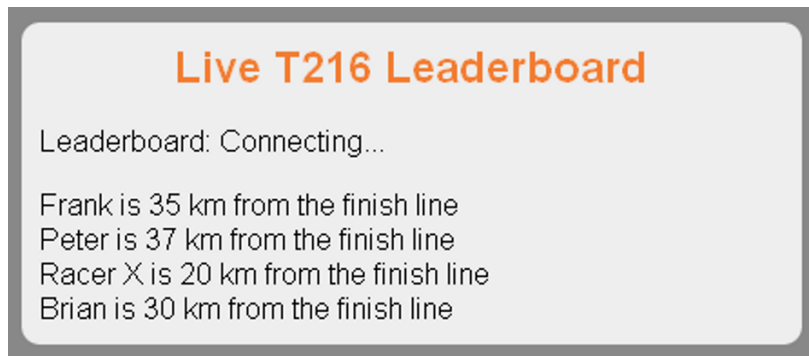 Live T216 Leaderboard
Leaderboard: Connecting...
Frank is 35 km from the finish line
Peter is 37 km from the finish line
Racer X is 20 km from the finish line
Brian is 30 km from the finish line